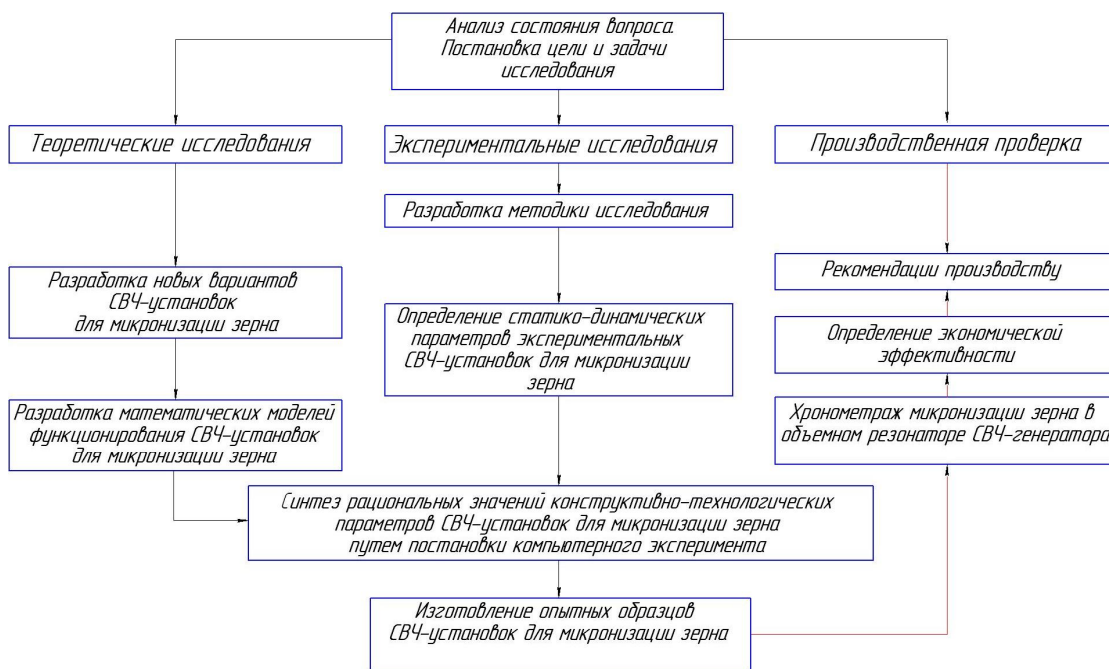 Анализ состояния вопроса.
Постановка цели и задачи
исследования
Теоретические исследования
Экспериментальные исследования
Производственная проверка
Разработка методики исследования
Разработка новых вариантов
СВЧ-установок
для микронизации зерна
Рекомендации производству
Определение статико-динамических
параметров экспериментальных
СВЧ-установок для микронизации
зерна
Определение экономической
эффективности
Разработка математических моделей
функционирования СВЧ-установок
для микронизации зерна
Хронометраж микронизации зерна в
объемном резонаторе СВЧ-генератора
Синтез рациональных значений конструктивно-технологических
параметров СВЧ-установок для микронизации зерна
путем постановки компьютерного эксперимента
Изготовление опытных образцов
СВЧ-установок для микронизации зерна